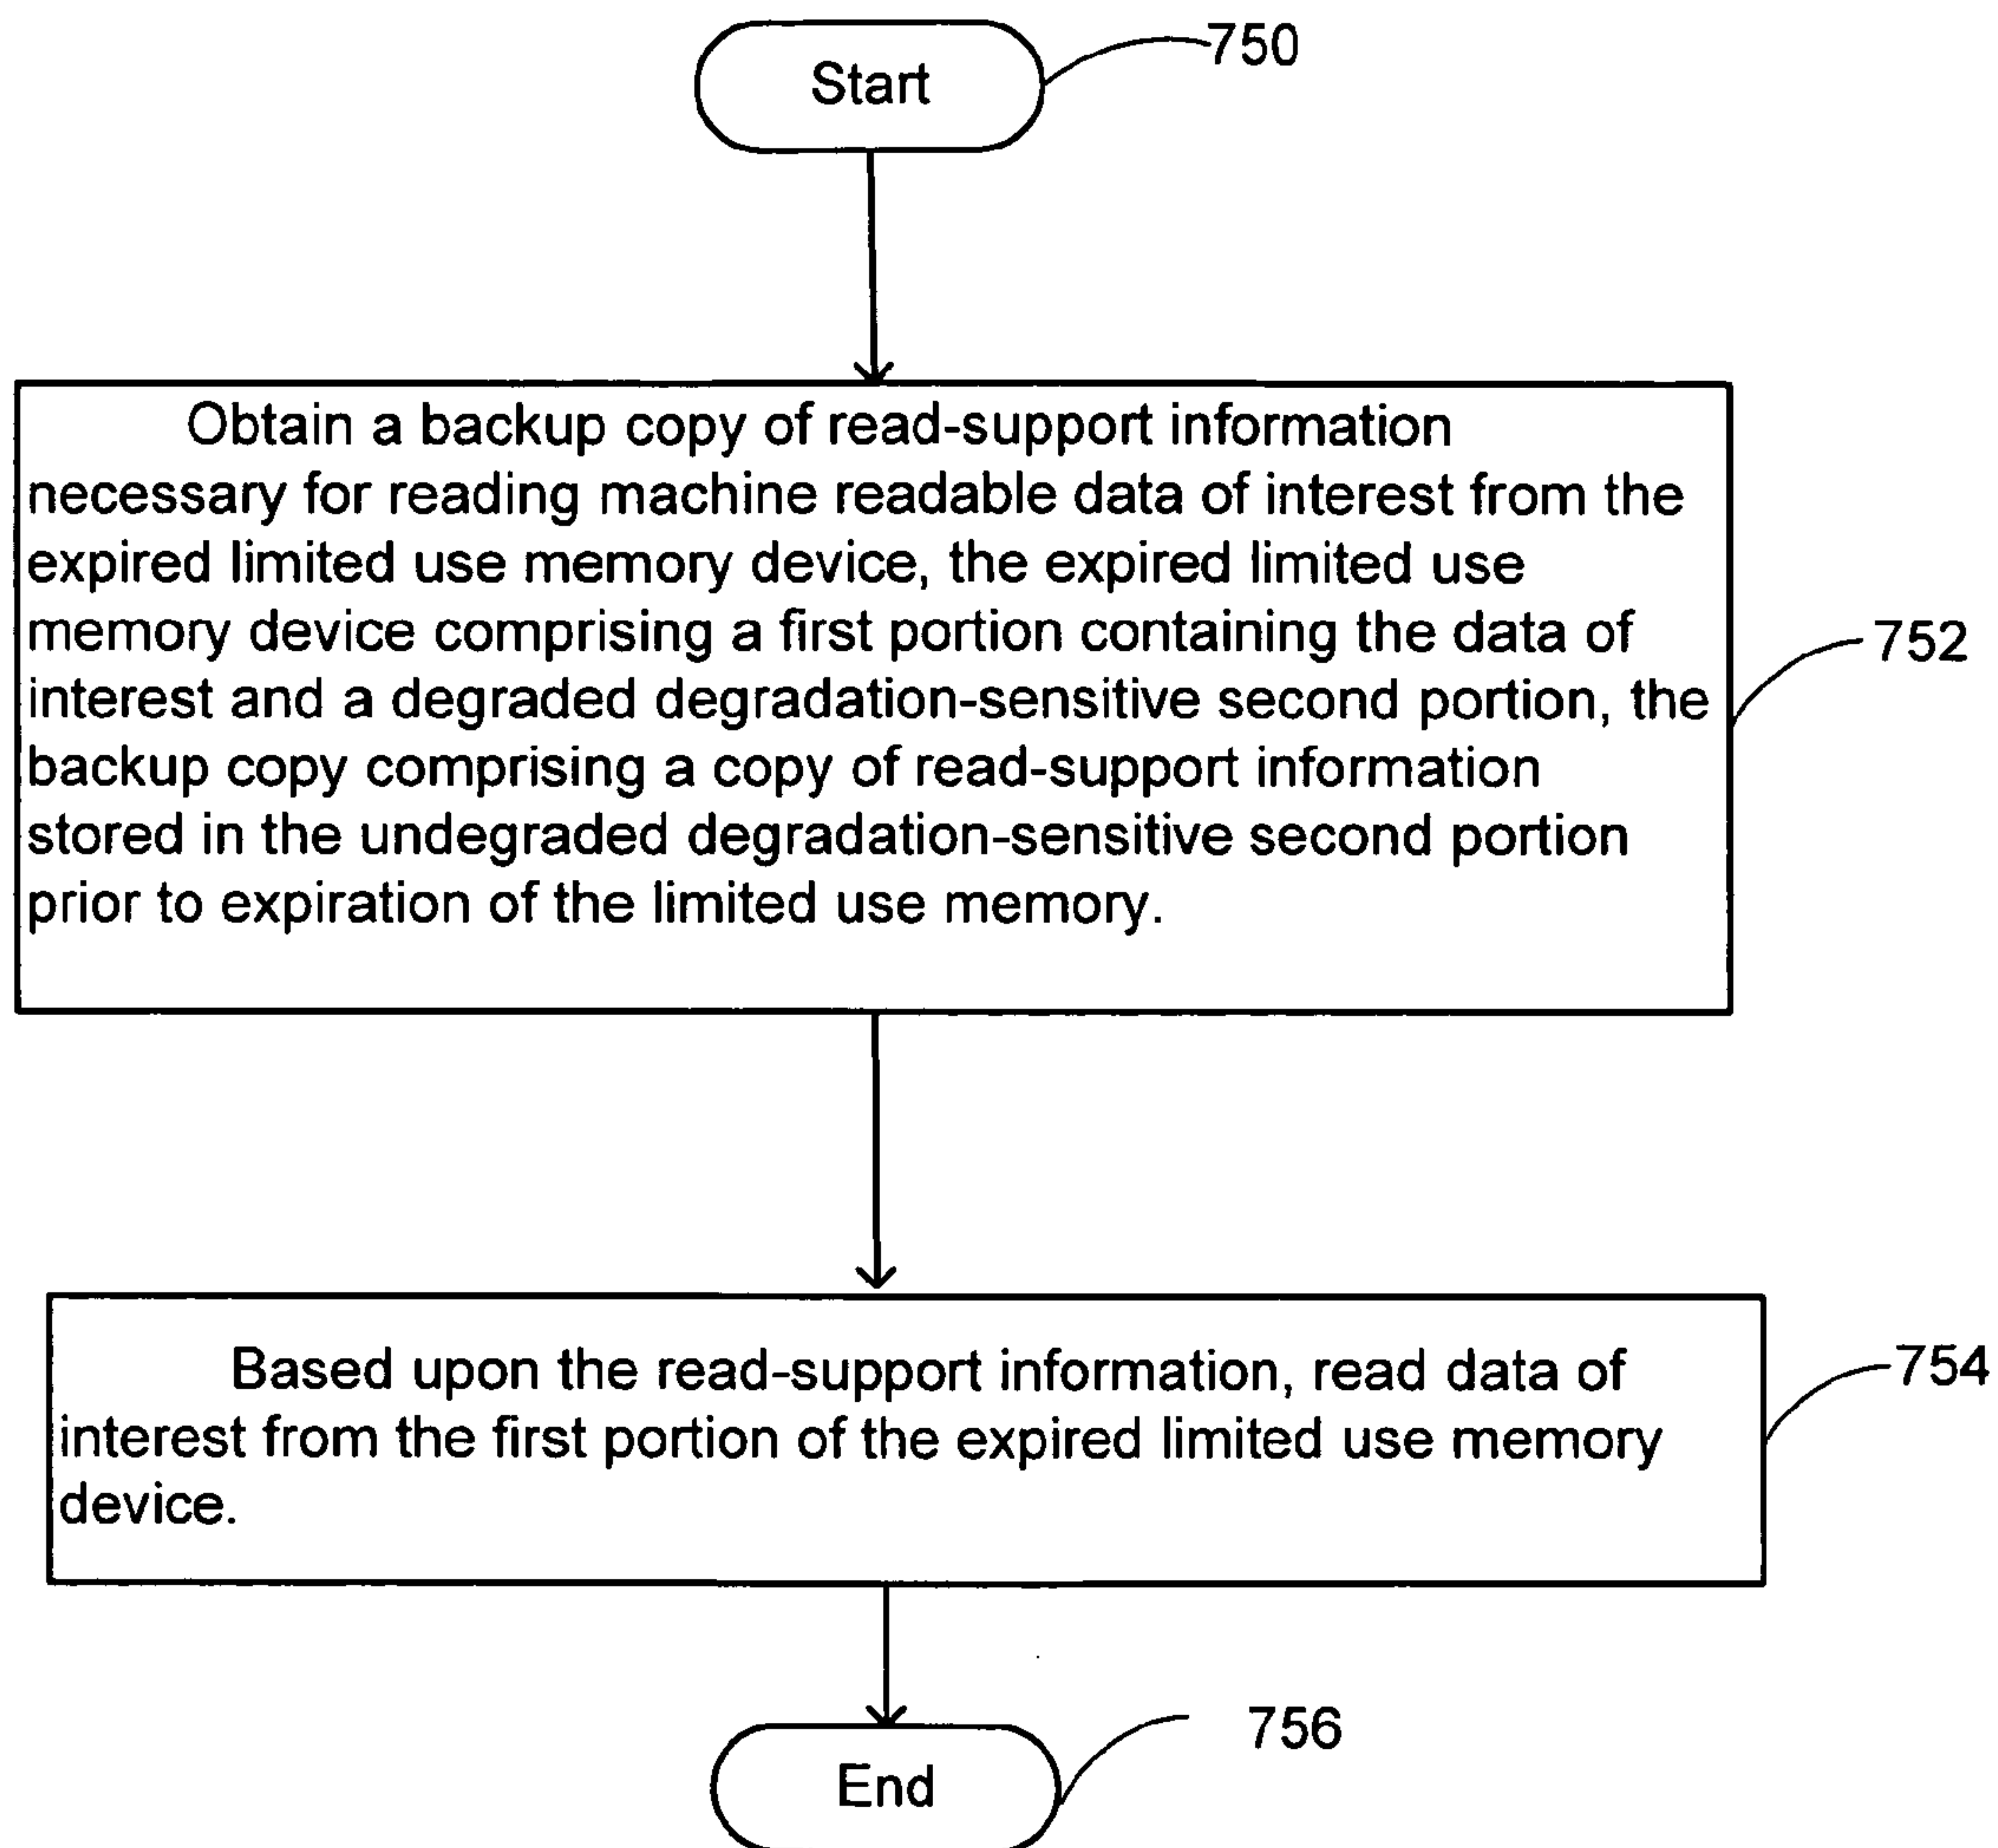 Start
750
Obtain a backup copy of read-support information
necessary for reading machine readable data of interest from the
expired limited use memory device, the expired limited use
memory device comprising a first portion containing the data of
interest and a degraded degradation-sensitive second portion, the
backup copy comprising a copy of read-support information
stored in the undegraded degradation-sensitive second portion
prior to expiration of the limited use memory.
752
Based upon the read-support information, read data of
interest from the first portion of the expired limited use memory
device.
754
End
756